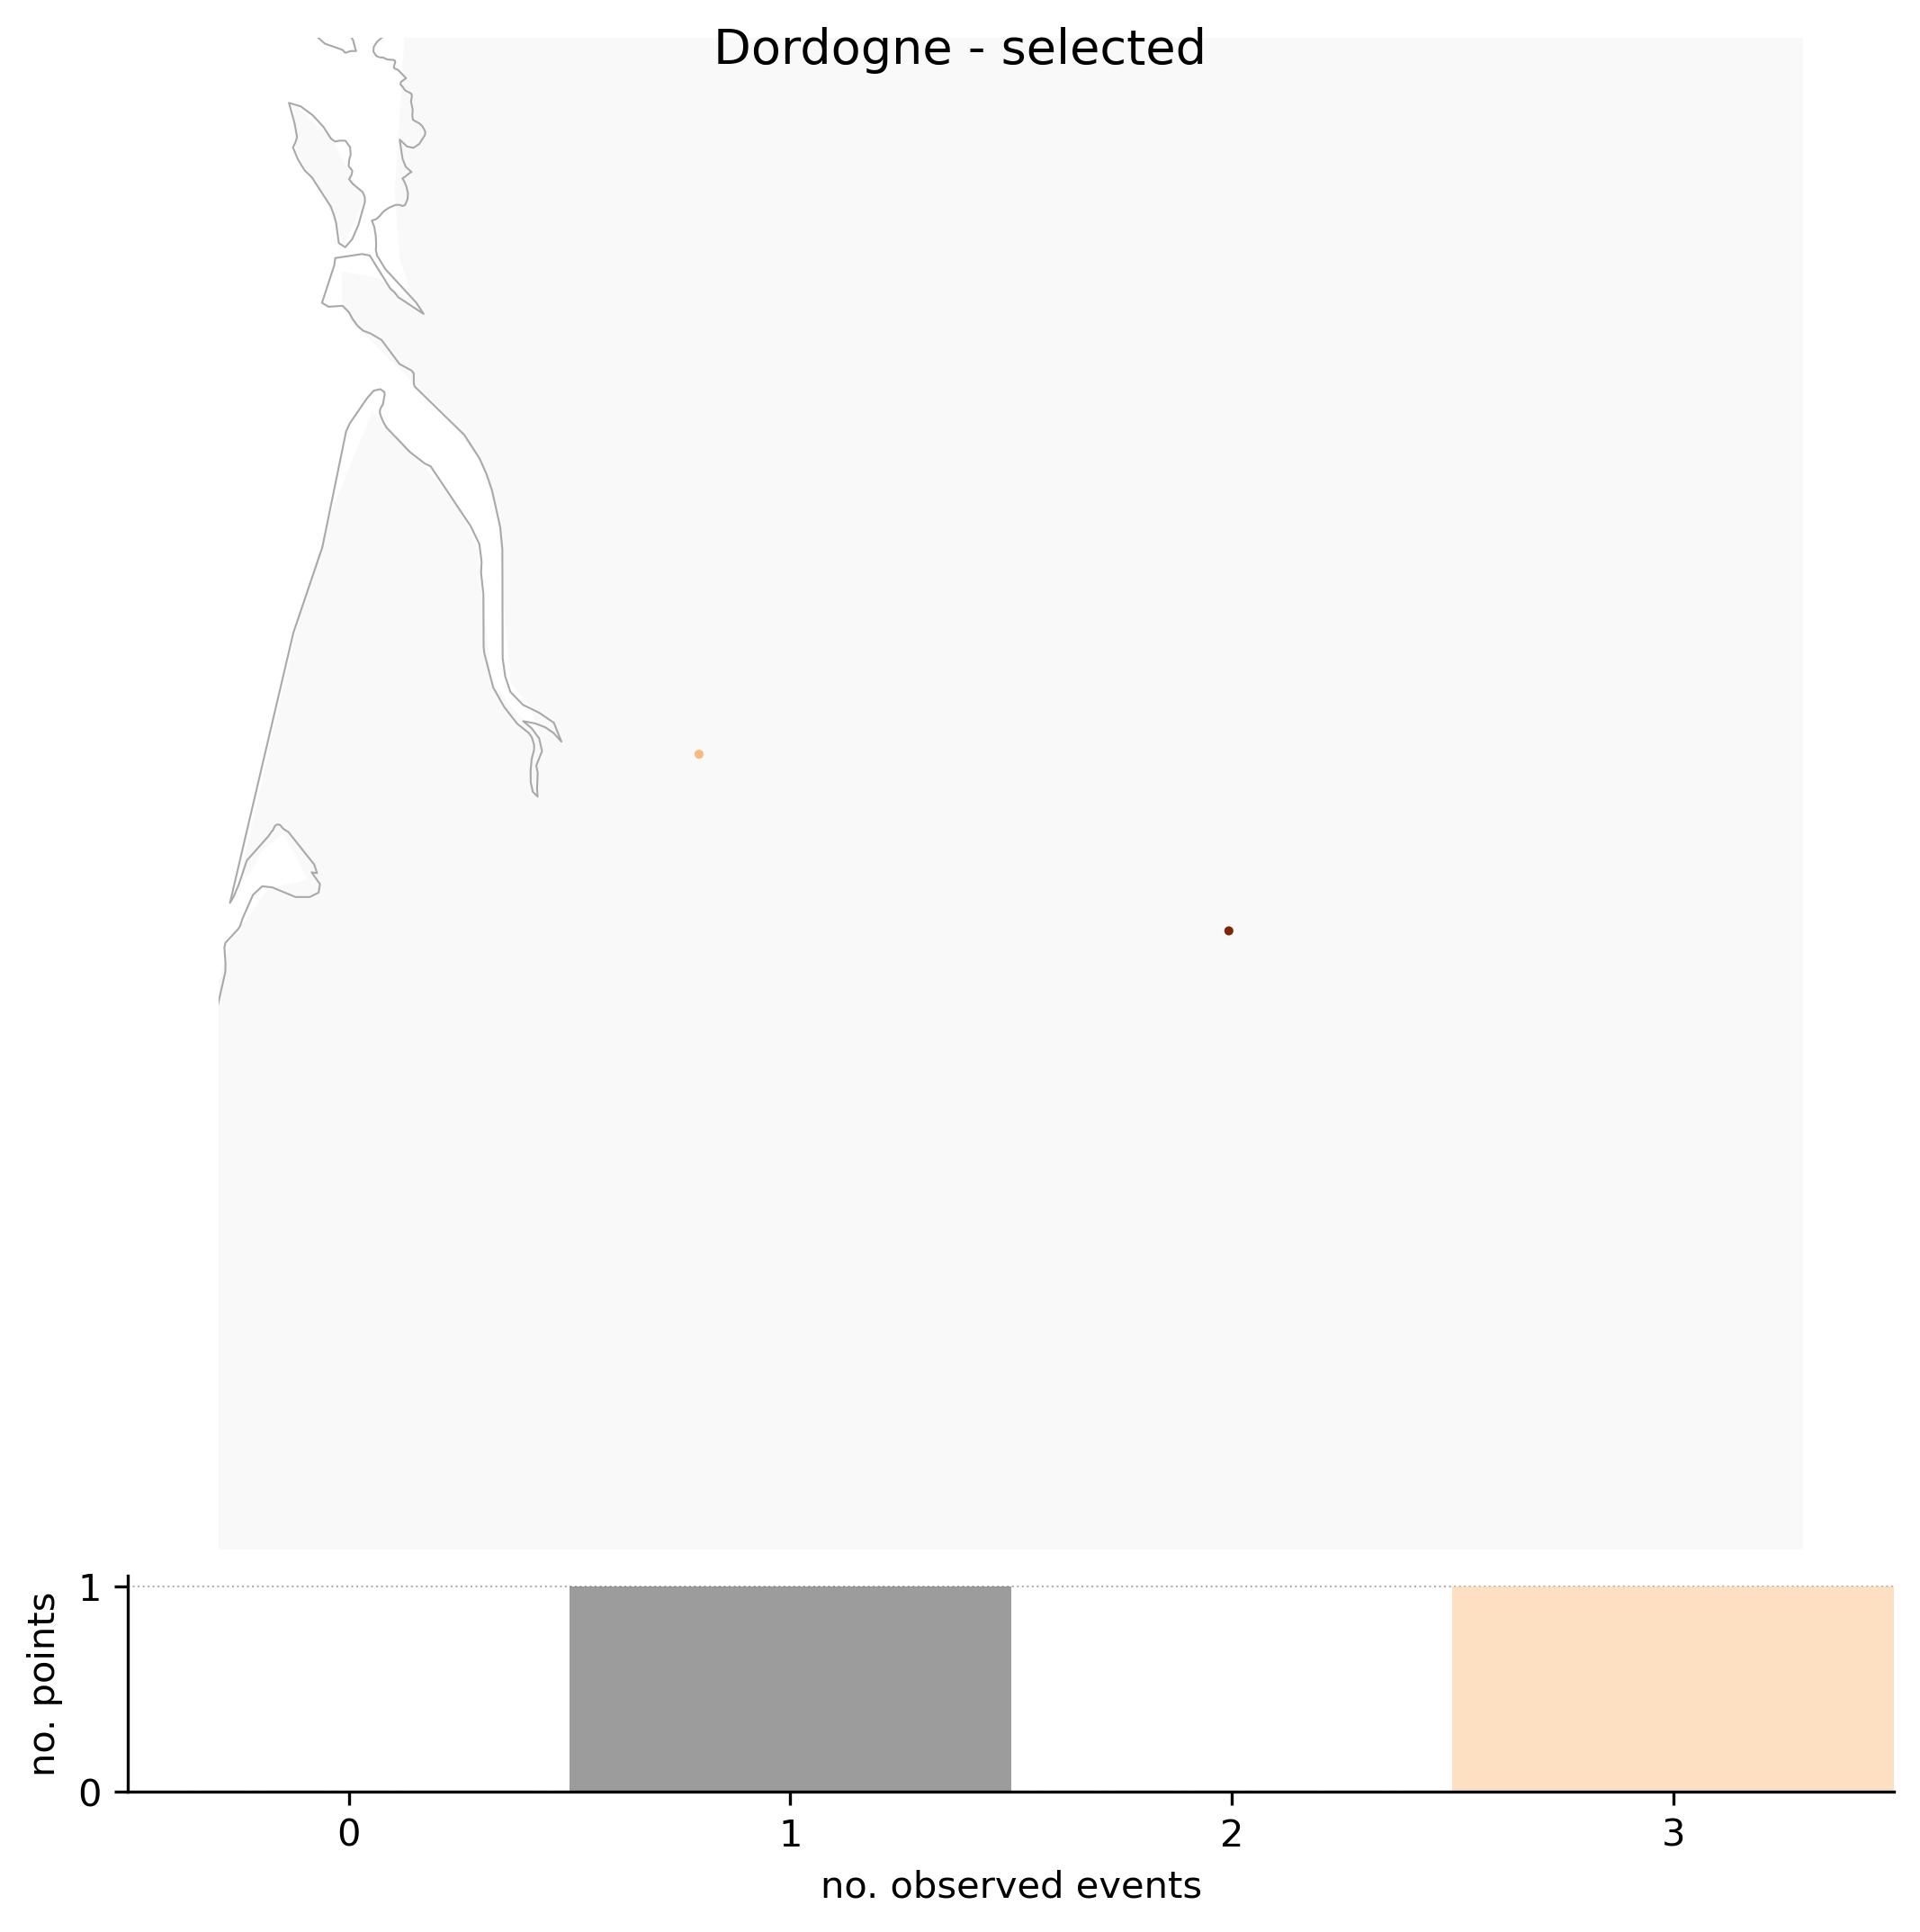 Dordogne - selected
1
0
no. points
0 1 2 3
no. observed events